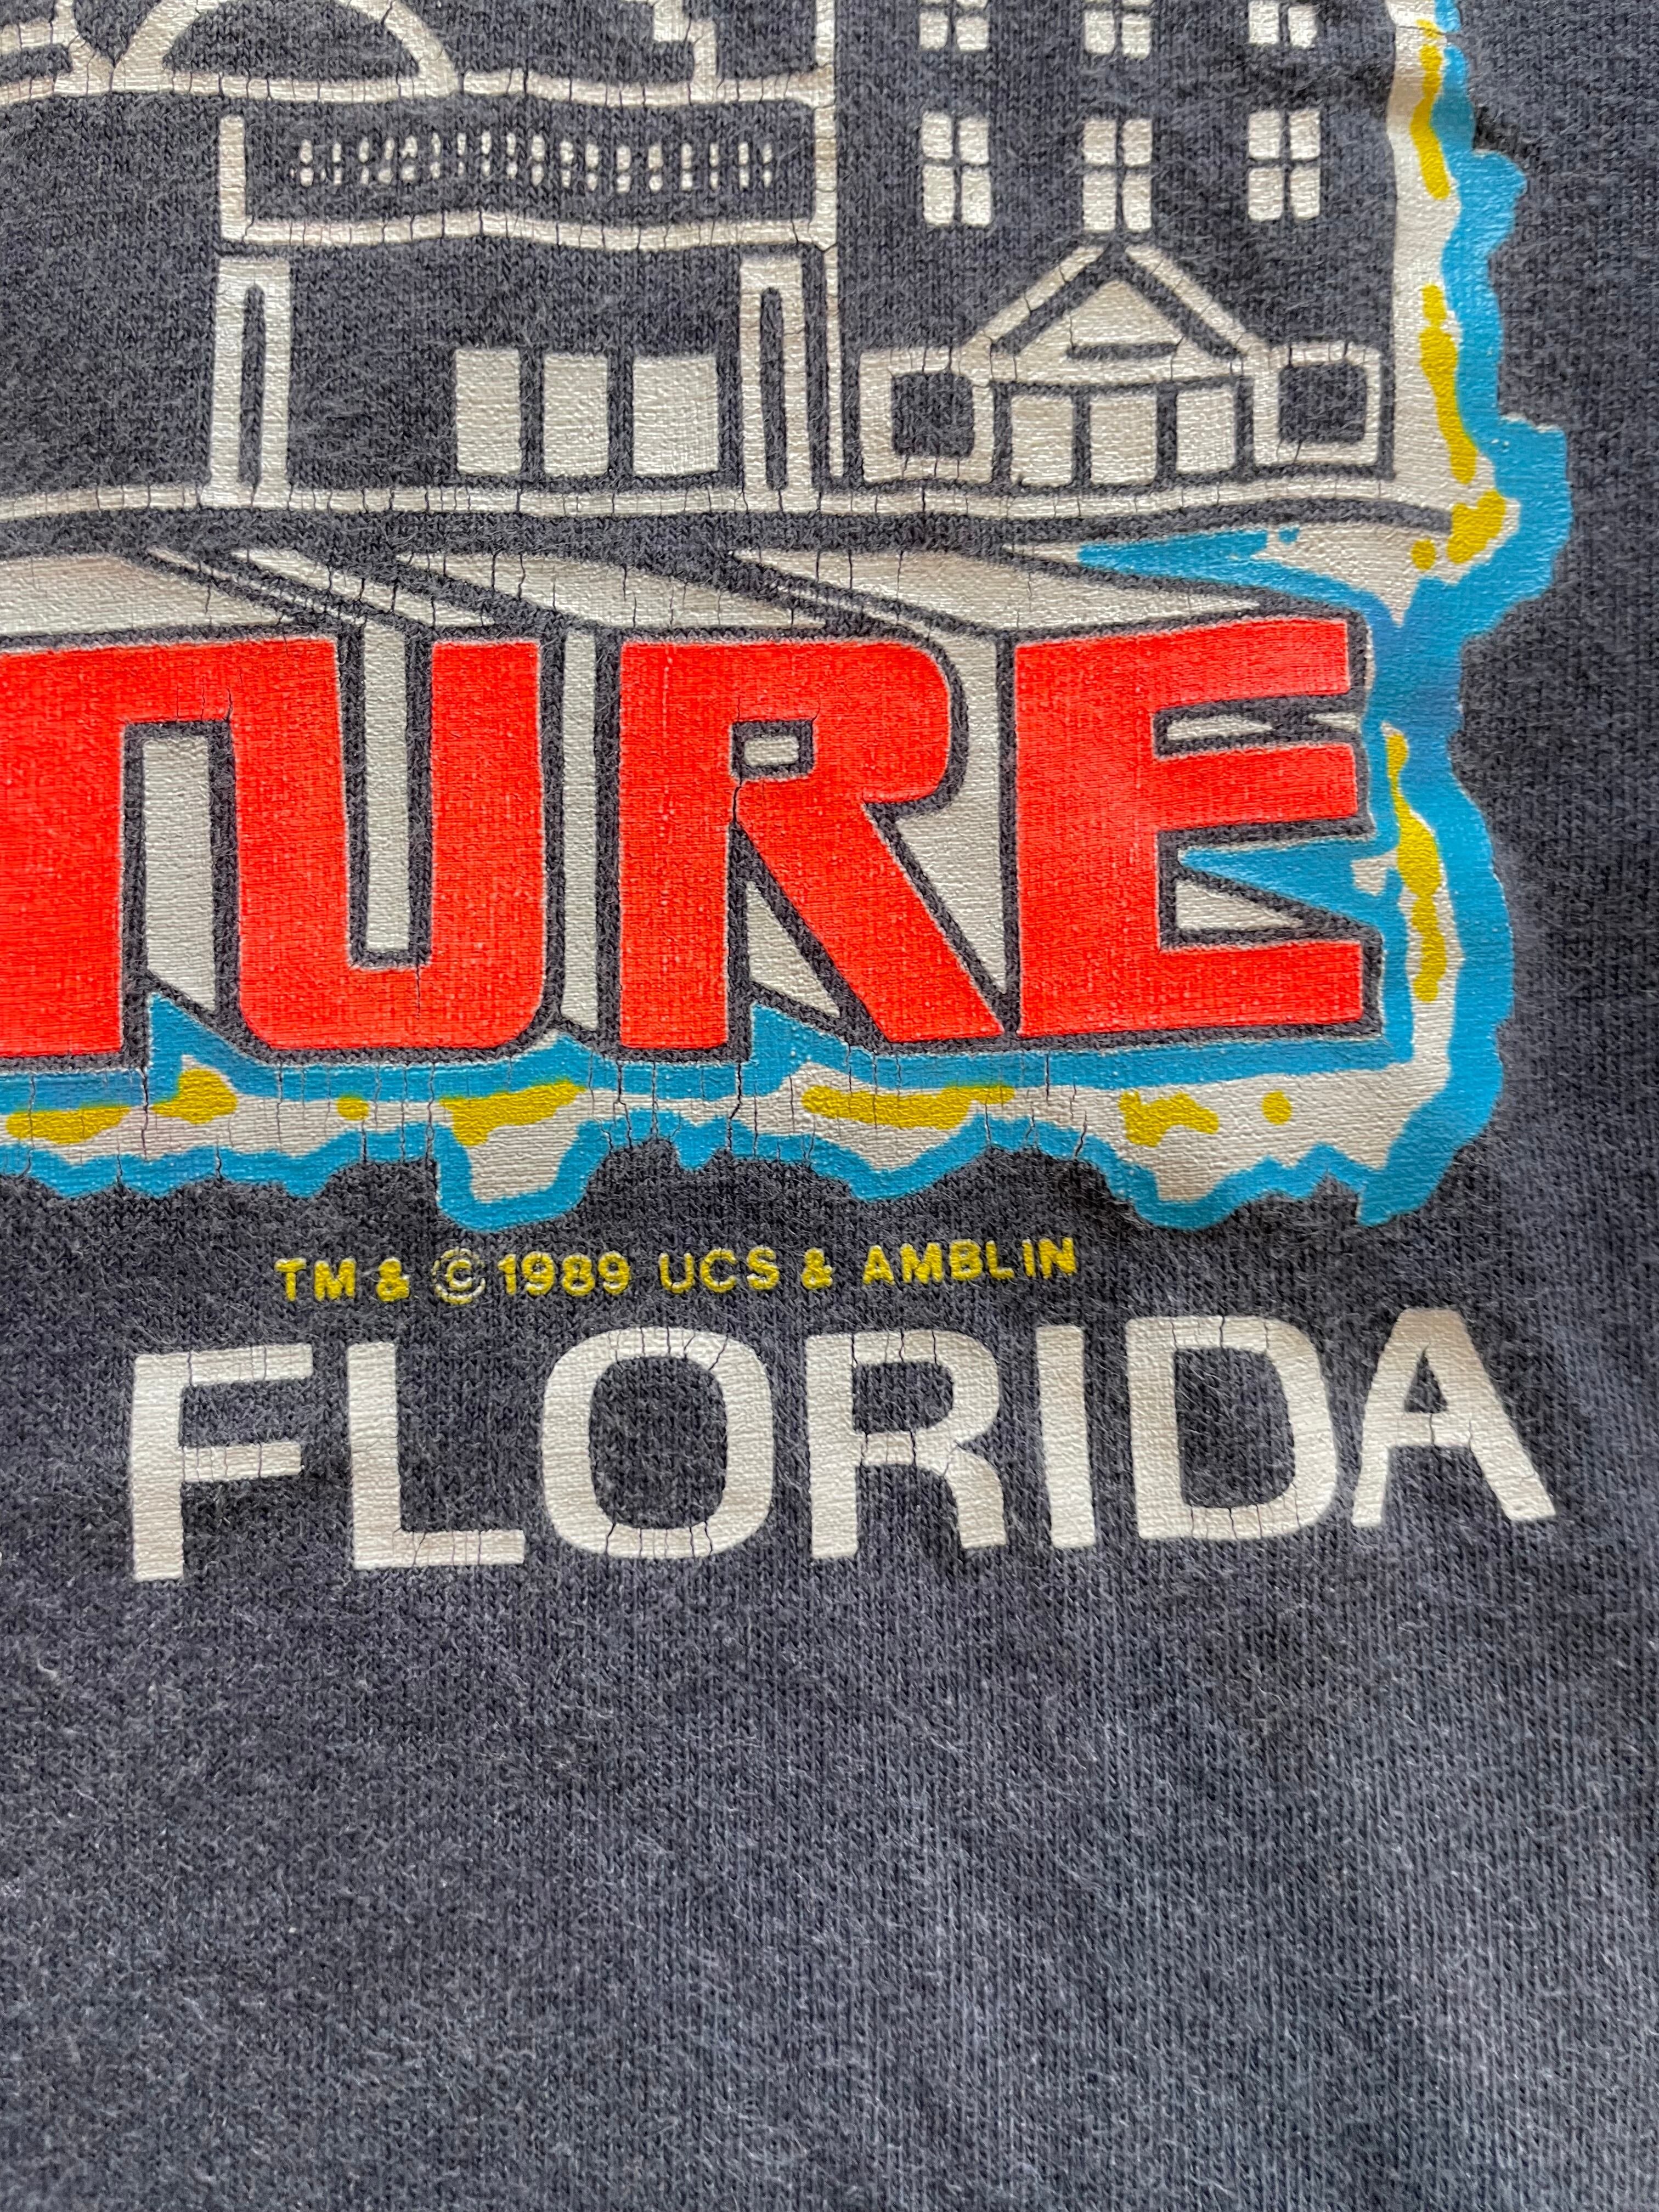 TURE
TM & © 1989 UCS & AMBLIN
FLORIDA